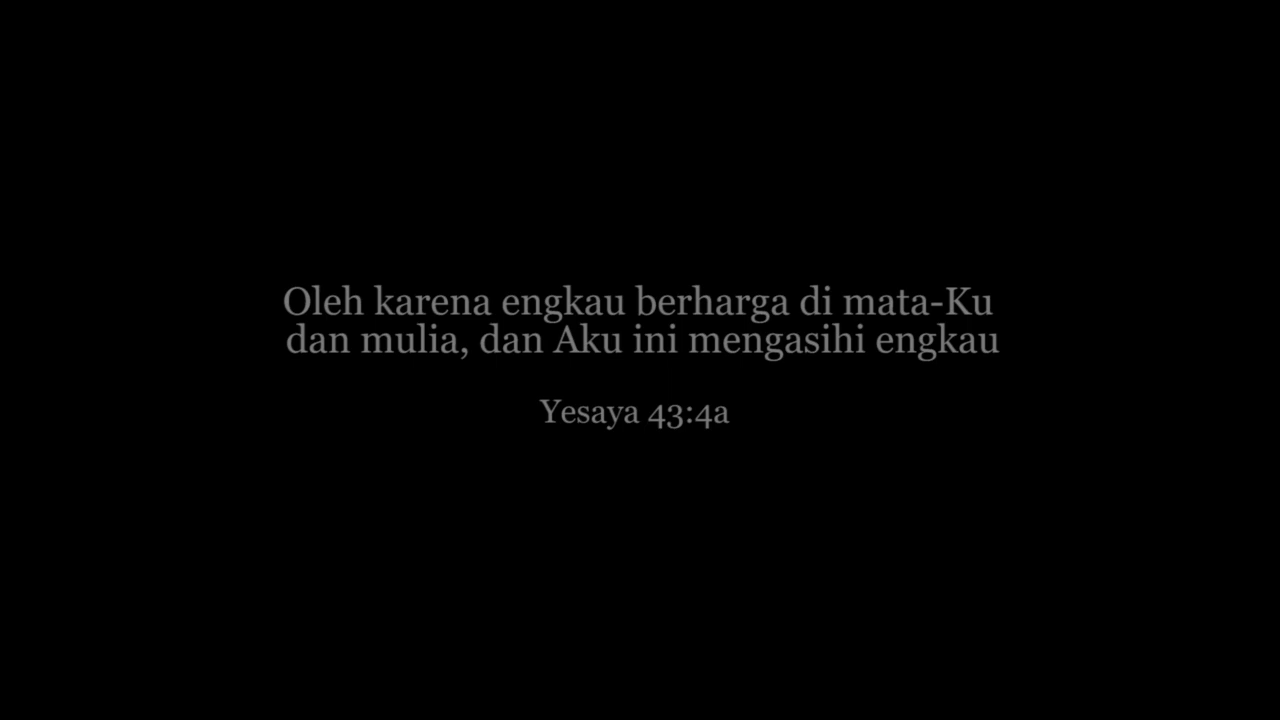 Oleh karena engkau berharga di mata-Ku
dan mulia, dan Aku ini mengasihi engkau
Yesaya 43:4a